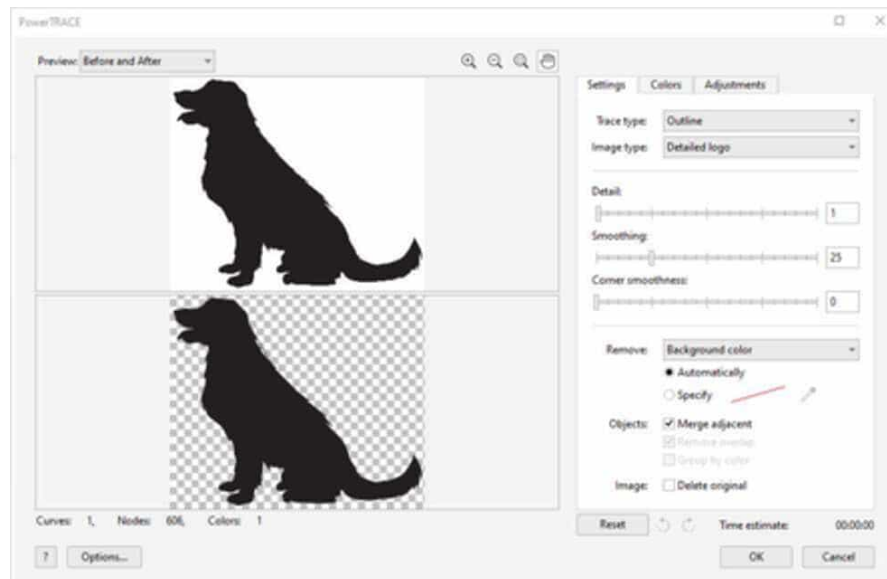 PowerTRACE
Preview: Before and After
Settings Colors Adjustments
Trace type: Outline
Image type: Detailed logo
Detail:
1
Smoothing:
25
Corner smoothness:
0
Remove: Background color
Automatically
Specify
Objects: Merge adjacent
Remove overlap
Group by color
Image: Delete original
Curves: 1, Nodes: 606, Colors: 1
Reset Time estimate: 00:00:00
? Options... OK Cancel